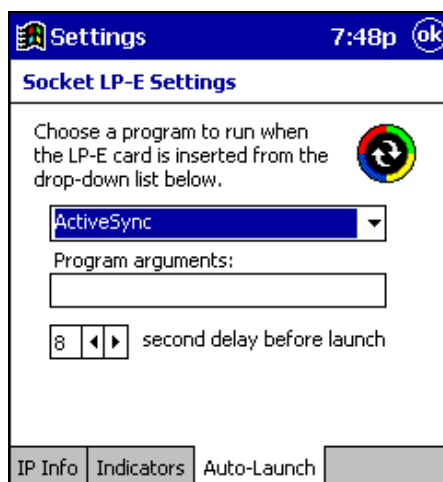 Settings 7:48p ok
Socket LP-E Settings
Choose a program to run when
the LP-E card is inserted from the
drop-down list below.
ActiveSync
Program arguments:
8 second delay before launch
IP Info Indicators Auto-Launch